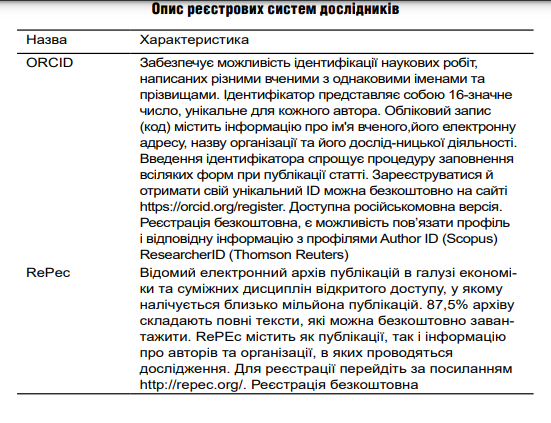 Опис реєстрових систем дослідників
Назва Характеристика
ORCID Забезпечує можливість ідентифікації наукових робіт,
написаних різними вченими з однаковими іменами та
прізвищами. Ідентифікатор представляє собою 16-значне
число, унікальне для кожного автора. Обліковий запис
(код) містить інформацію про ім'я вченого,його електронну
адресу, назву організації та його дослід-ницької діяльності.
Введення ідентифікатора спрощує процедуру заповнення
всіляких форм при публікації статті. Зареєструватися й
отримати свій унікальний ID можна безкоштовно на сайті
https://orcid.org/register. Доступна російськомовна версія.
Реєстрація безкоштовна, є можливість пов’язати профіль
і відповідну інформацію з профілями Author ID (Scopus)
ResearcherID (Thomson Reuters)
RePec Відомий електронний архів публікацій в галузі економі-
ки та суміжних дисциплін відкритого доступу, у якому
налічується близько мільйона публікацій. 87,5% архіву
складають повні тексти, які можна безкоштовно заван-
тажити. RePEc містить як публікації, так і інформацію
про авторів та організації, в яких проводяться
дослідження. Для реєстрації перейдіть за посиланням
http://repec.org/. Реєстрація безкоштовна